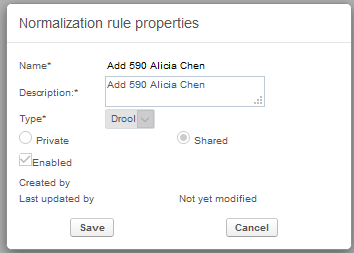 Normalization rule properties
Name* Add 590 Alicia Chen
Description:* Add 590 Alicia Chen
Type* Drool
Private Shared
Enabled
Created by
Last updated by Not yet modified
Save Cancel